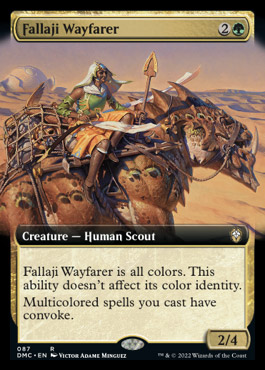 Fallaji Wayfarer 2
Creature — Human Scout
Fallaji Wayfarer is all colors. This
ability doesn't affect its color identity.
Multicolored spells you cast have
convoke.
2/4
087 R
DMC • EN VICTOR ADAME MINGUEZ
™ & © 2022 Wizards of the Coast